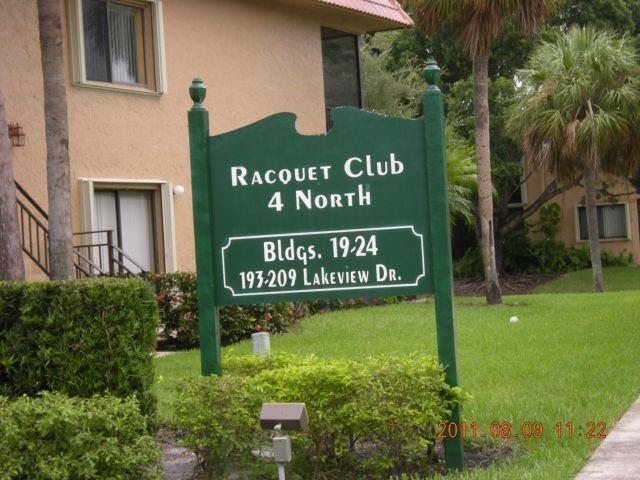 Racquet Club
4 North
Bldgs. 19-24
193-209 Lakeview Dr.
2011.08.09 11:22